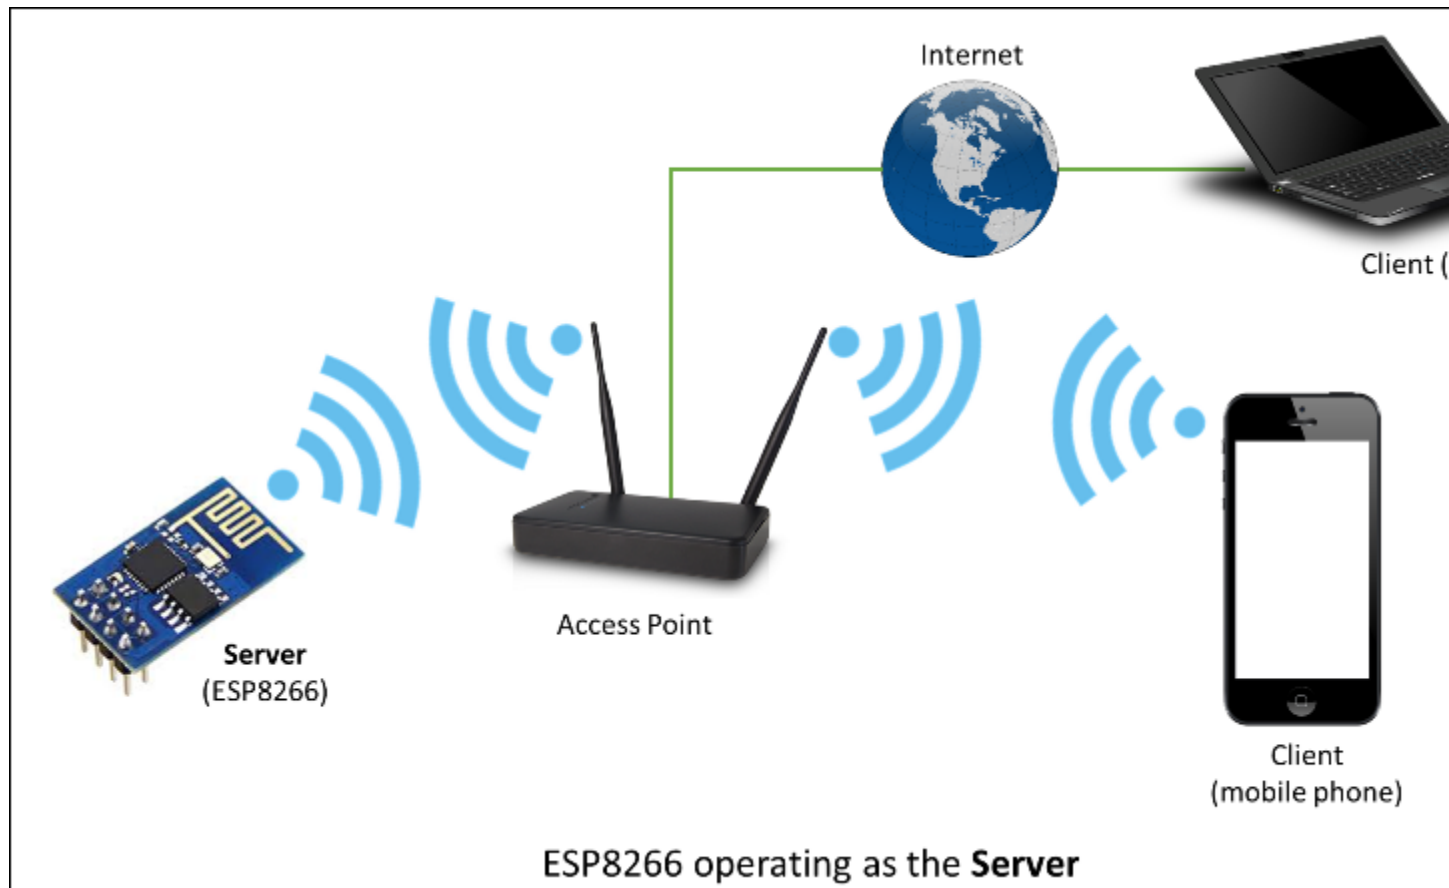 Internet
Client (
Access Point
Server
(ESP8266)
Client
(mobile phone)
ESP8266 operating as the Server